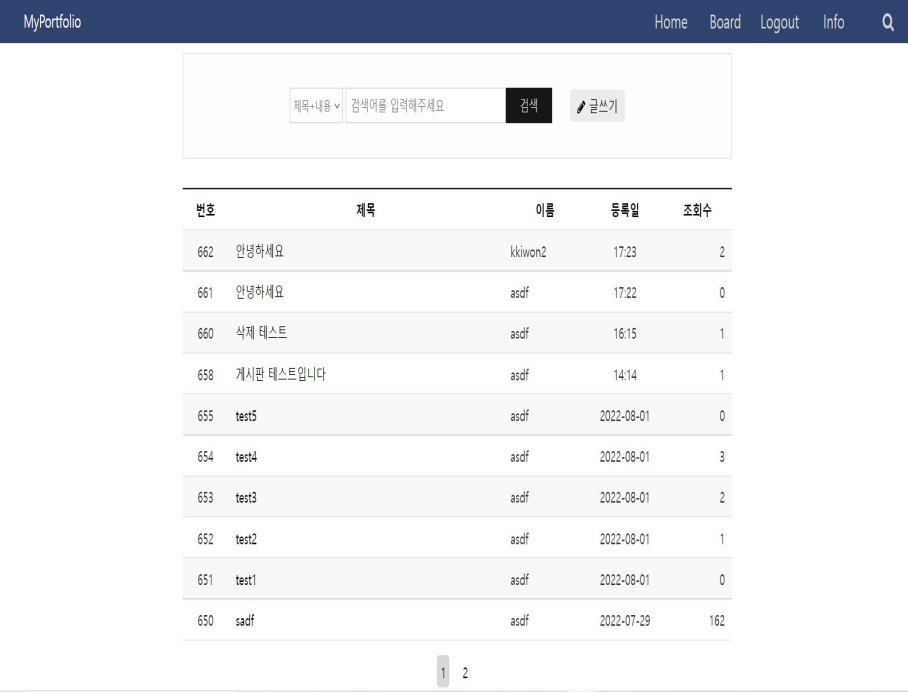 MyPortfolio Home Board Logout Info
제목+내용 검색어를 입력해주세요 검색 글쓰기
번호 제목 이름 등록일 조회수
662 안녕하세요 kkiwon2 17:23 2
661 안녕하세요 asdf 17:22 0
660 삭제 테스트 asdf 16:15 1
658 게시판 테스트입니다 asdf 14:14 1
655 test5 asdf 2022-08-01 0
654 test4 asdf 2022-08-01 3
653 test3 asdf 2022-08-01 2
652 test2 asdf 2022-08-01 1
651 test1 asdf 2022-08-01 0
650 sadf asdf 2022-07-29 162
1 2